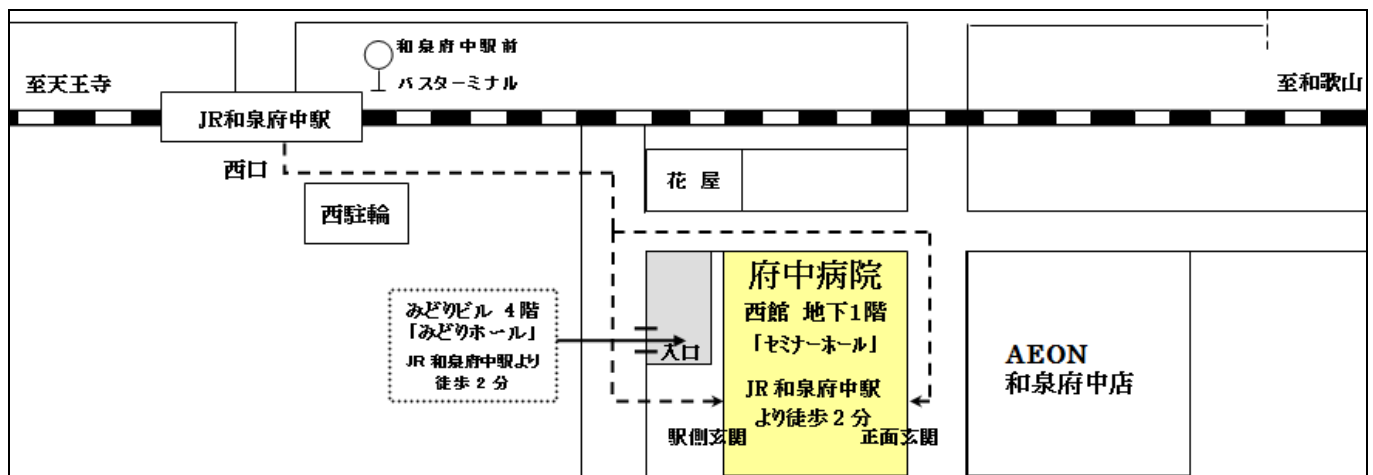 和泉府中駅前
バスターミナル
至天王寺
至和歌山
JR和泉府中駅
西口
花屋
西駐輪
府中病院
西館 地下1階
「セミナーホール」
JR和泉府中駅
より徒歩2分
みどりビル 4階
「みどりホール」
JR和泉府中駅より
徒歩2分
入口
AEON
和泉府中店
駅側玄関
正面玄関